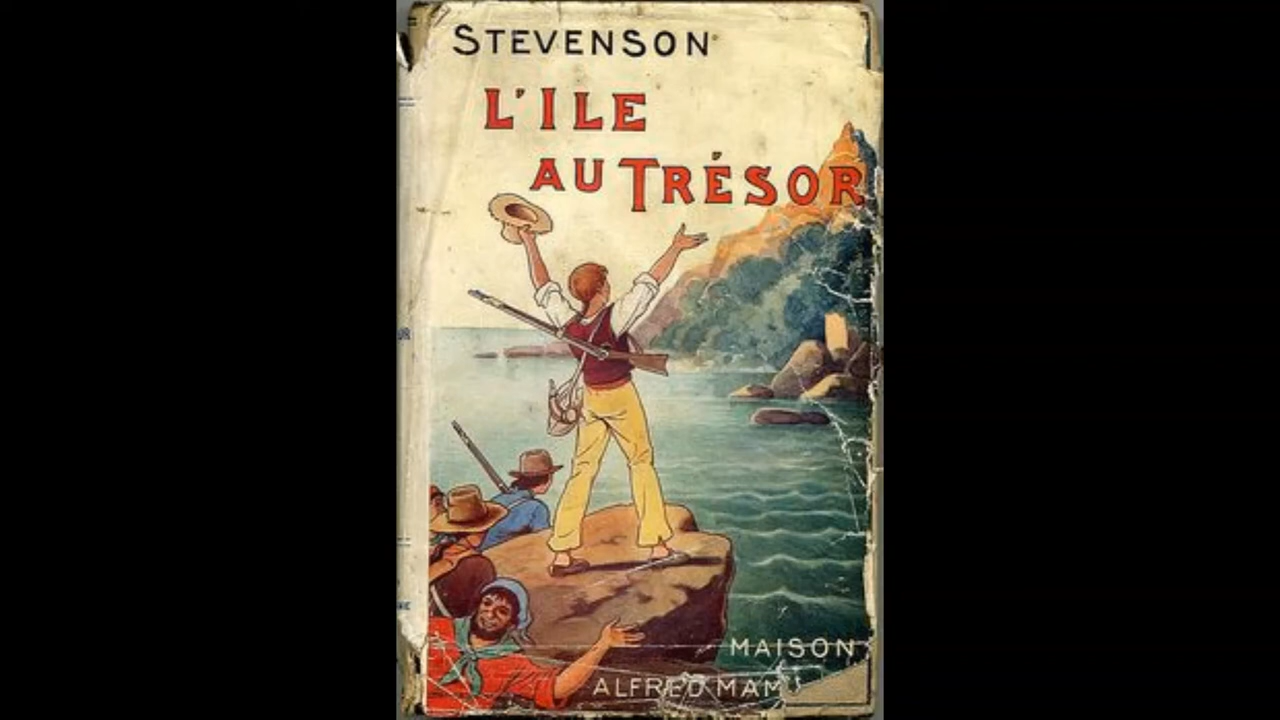 STEVENSON
L'ILE
AU TRÉSOR
MAISON
ALFRED MAM